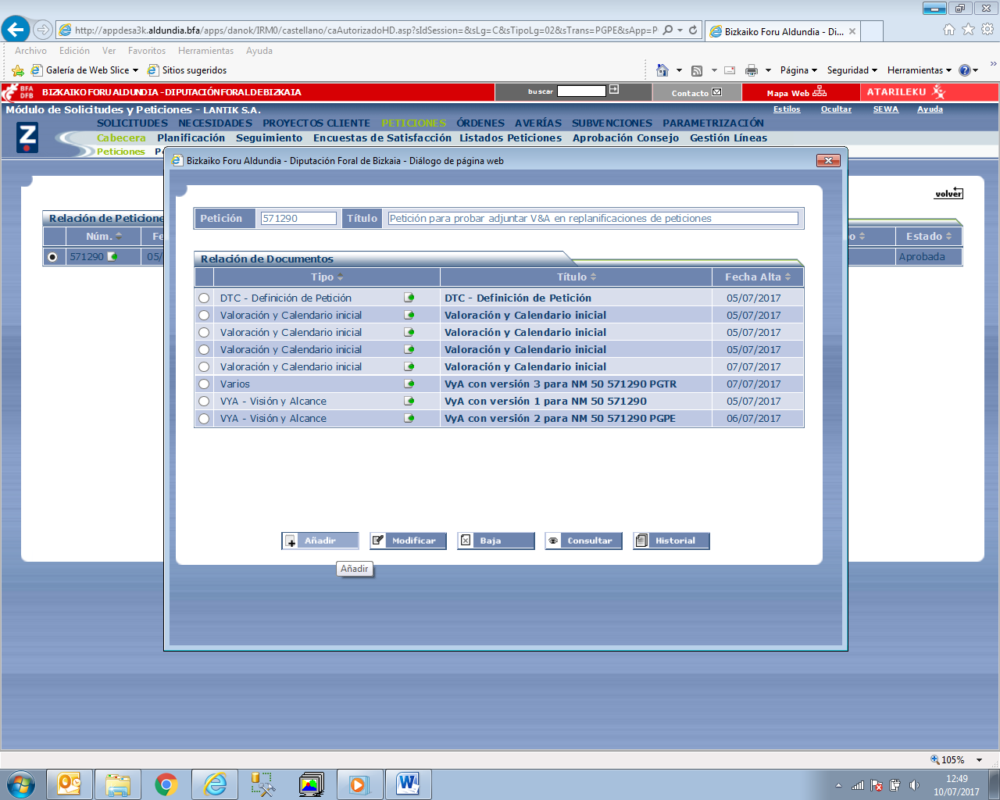 http://appdesa3k.aldundia.bfa/apps/danok/IRM0/castellano/caAutorizadoHD.asp?sIdSession=&sLg=C&sTipoLg=02&sTrans=PGPE&sApp=P
Bizkaiko Foru Aldundia - Di...
Archivo Edición Ver Favoritos Herramientas Ayuda
Galería de Web Slice Sitios sugeridos
Página Seguridad Herramientas
BFA DFB BIZKAIKO FORU ALDUNDIA - DIPUTACIÓN FORAL DE BIZKAIA
buscar Contacto Mapa Web ATARILEKU
Módulo de Solicitudes y Peticiones - LANTIK S.A.
Estilos Ocultar SEWA Ayuda
SOLICITUDES NECESIDADES PROYECTOS CLIENTE PETICIONES ÓRDENES AVERÍAS SUBVENCIONES PARAMETRIZACIÓN
Cabecera Planificación Seguimiento Encuestas de Satisfacción Listados Peticiones Aprobación Consejo Gestión Líneas
Peticiones
Bizkaiko Foru Aldundia - Diputación Foral de Bizkaia - Diálogo de página web
volver
Relación de Peticione
Núm. Fe
o Estado
571290 05/
Aprobada
Petición 571290 Título Petición para probar adjuntar V&A en replanificaciones de peticiones
Relación de Documentos
Tipo Título Fecha Alta
DTC - Definición de Petición DTC - Definición de Petición 05/07/2017
Valoración y Calendario inicial Valoración y Calendario inicial 05/07/2017
Valoración y Calendario inicial Valoración y Calendario inicial 05/07/2017
Valoración y Calendario inicial Valoración y Calendario inicial 05/07/2017
Valoración y Calendario inicial Valoración y Calendario inicial 07/07/2017
Varios VyA con versión 3 para NM 50 571290 PGTR 07/07/2017
VYA - Visión y Alcance VyA con versión 1 para NM 50 571290 05/07/2017
VYA - Visión y Alcance VyA con versión 2 para NM 50 571290 PGPE 06/07/2017
Añadir Modificar Baja Consultar Historial
Añadir
105%
12:49
10/07/2017